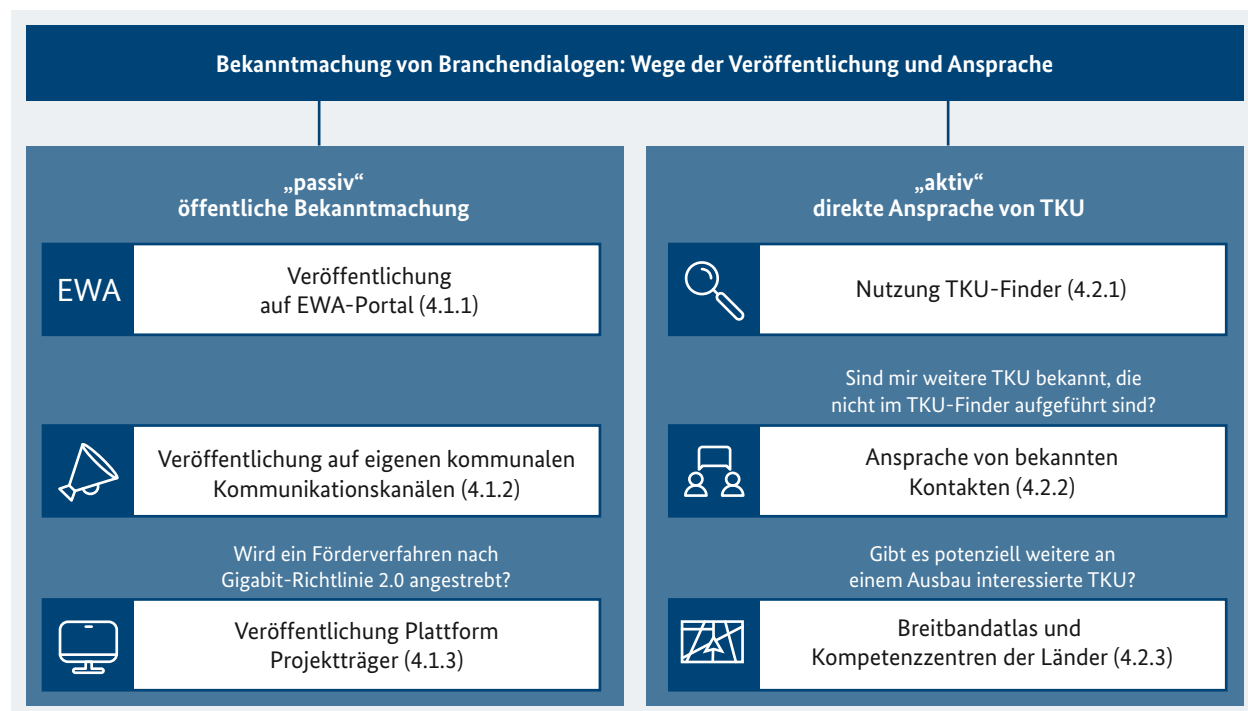 Bekanntmachung von Branchendialogen: Wege der Veröffentlichung und Ansprache
„passiv“
öffentliche Bekanntmachung
EWA
Veröffentlichung
auf EWA-Portal (4.1.1)
Veröffentlichung auf eigenen kommunalen
Kommunikationskanälen (4.1.2)
Wird ein Förderverfahren nach
Gigabit-Richtlinie 2.0 angestrebt?
Veröffentlichung Plattform
Projektträger (4.1.3)
„aktiv“
direkte Ansprache von TKU
Nutzung TKU-Finder (4.2.1)
Sind mir weitere TKU bekannt, die
nicht im TKU-Finder aufgeführt sind?
Ansprache von bekannten
Kontakten (4.2.2)
Gibt es potenziell weitere an
einem Ausbau interessierte TKU?
Breitbandatlas und
Kompetenzzentren der Länder (4.2.3)